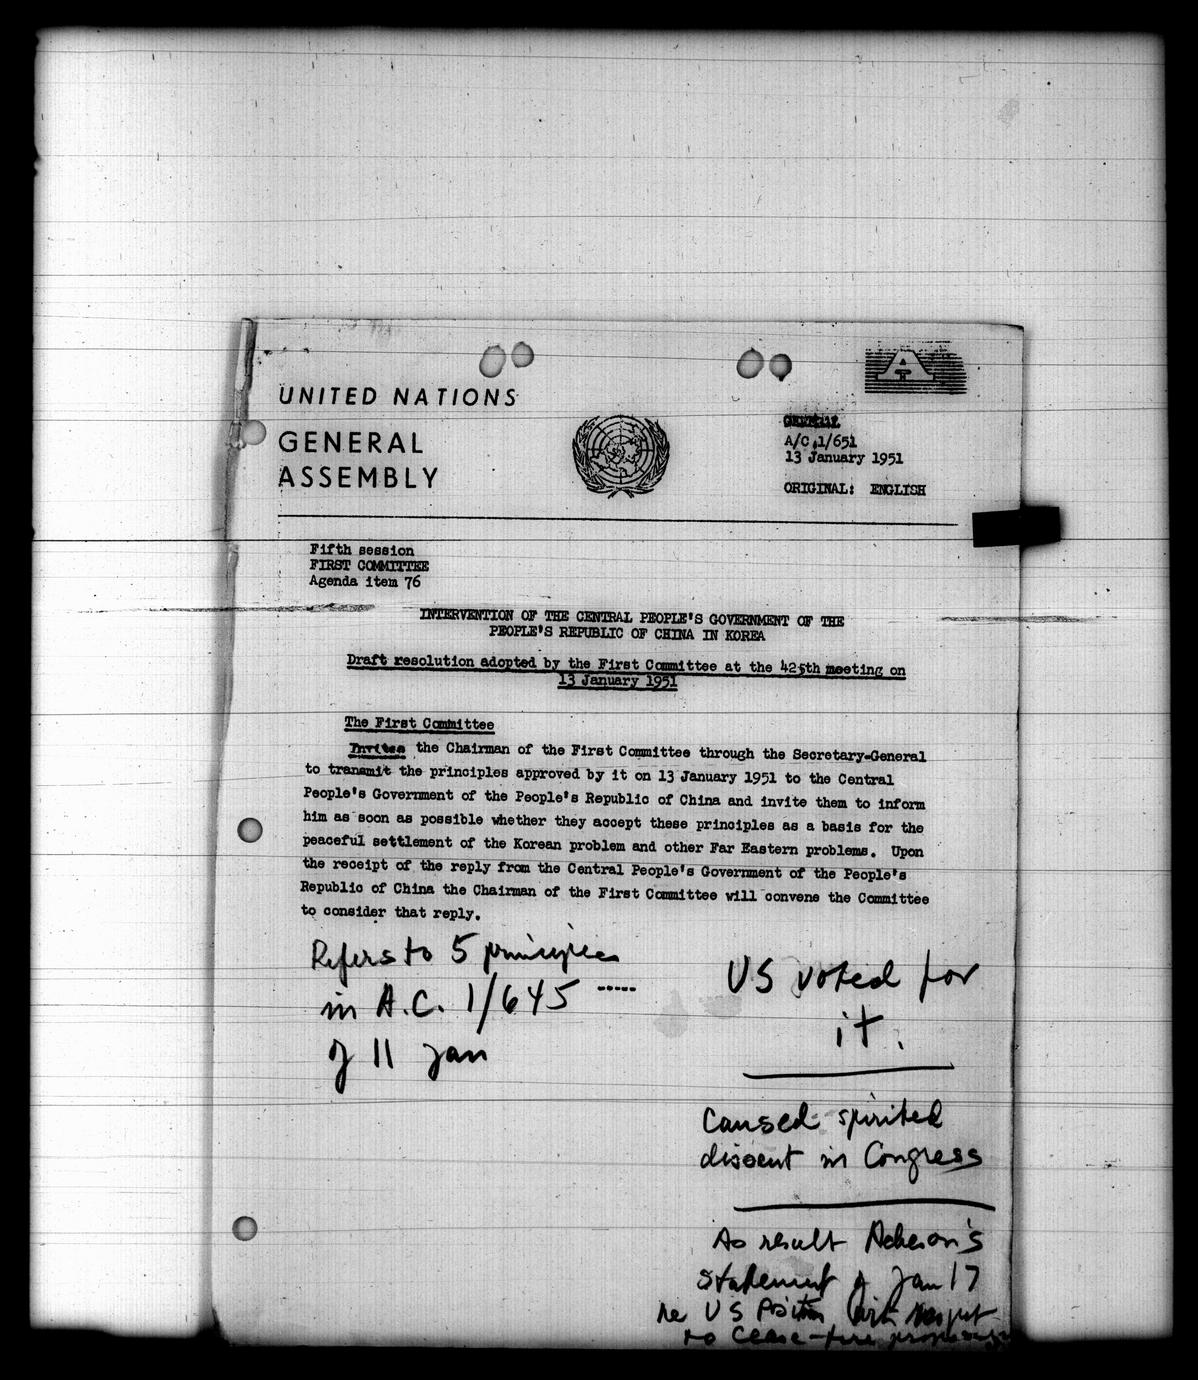 UNITED NATIONS
GENERAL
ASSEMBLY
A
GENERAL
A/C.1/651
13 January 1951
ORIGINAL: ENGLISH
Fifth session
FIRST COMMITTEE
Agenda item 76
INTERVENTION OF THE CENTRAL PEOPLE'S GOVERNMENT OF THE
PEOPLE'S REPUBLIC OF CHINA IN KOREA
Draft resolution adopted by the First Committee at the 425th meeting on
13 January 1951
The First Committee
Invites the Chairman of the First Committee through the Secretary-General
to transmit the principles approved by it on 13 January 1951 to the Central
People's Government of the People's Republic of China and invite them to inform
him as soon as possible whether they accept these principles as a basis for the
peaceful settlement of the Korean problem and other Far Eastern problems. Upon
the receipt of the reply from the Central People's Government of the People's
Republic of China the Chairman of the First Committee will convene the Committee
to consider that reply.
Refers to 5 principles
in A.C. 1/645 .....
of 11 Jan
US voted for
it.
Caused spirited
dissent in Congress
As result Acheson's
statement of Jan 17
re US Position with respect
to Cease-fire proposals